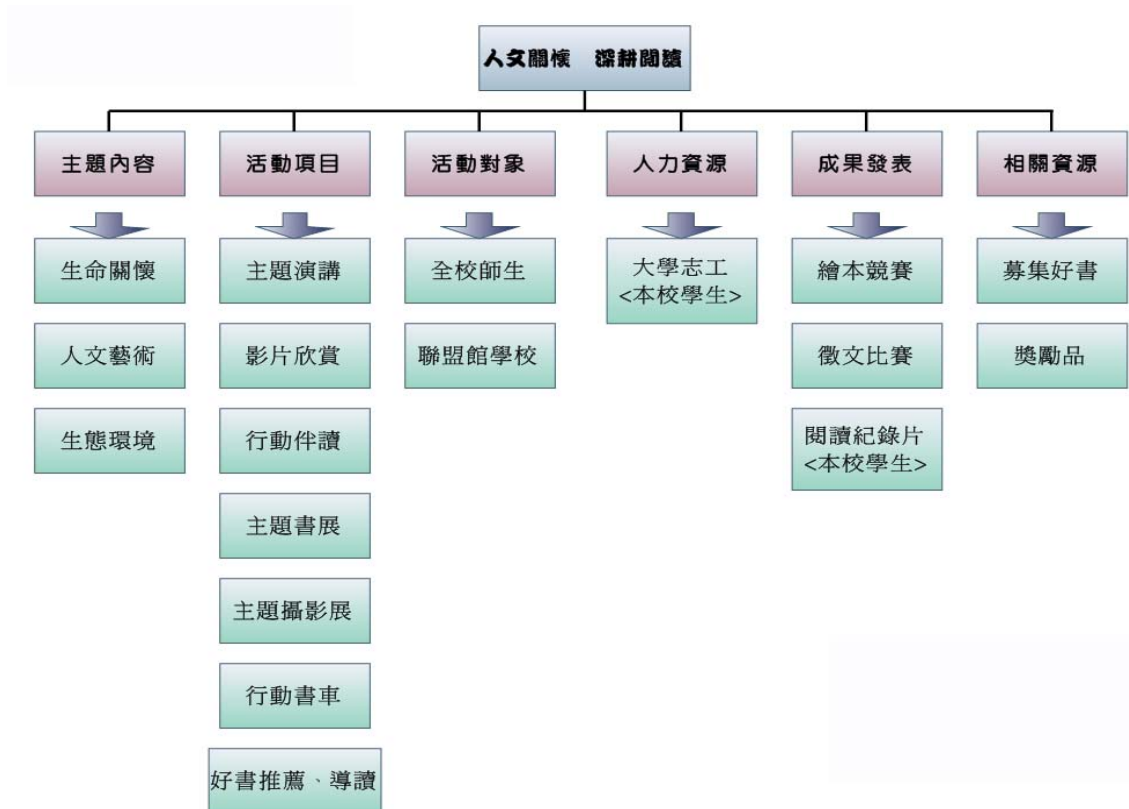 人文關懷 深耕閱讀
主題內容
活動項目
活動對象
人力資源
成果發表
相關資源
生命關懷
人文藝術
生態環境
主題演講
影片欣賞
行動伴讀
主題書展
主題攝影展
行動書車
好書推薦、導讀
全校師生
聯盟館學校
大學志工
<本校學生>
繪本競賽
徵文比賽
閱讀紀錄片
<本校學生>
募集好書
獎勵品